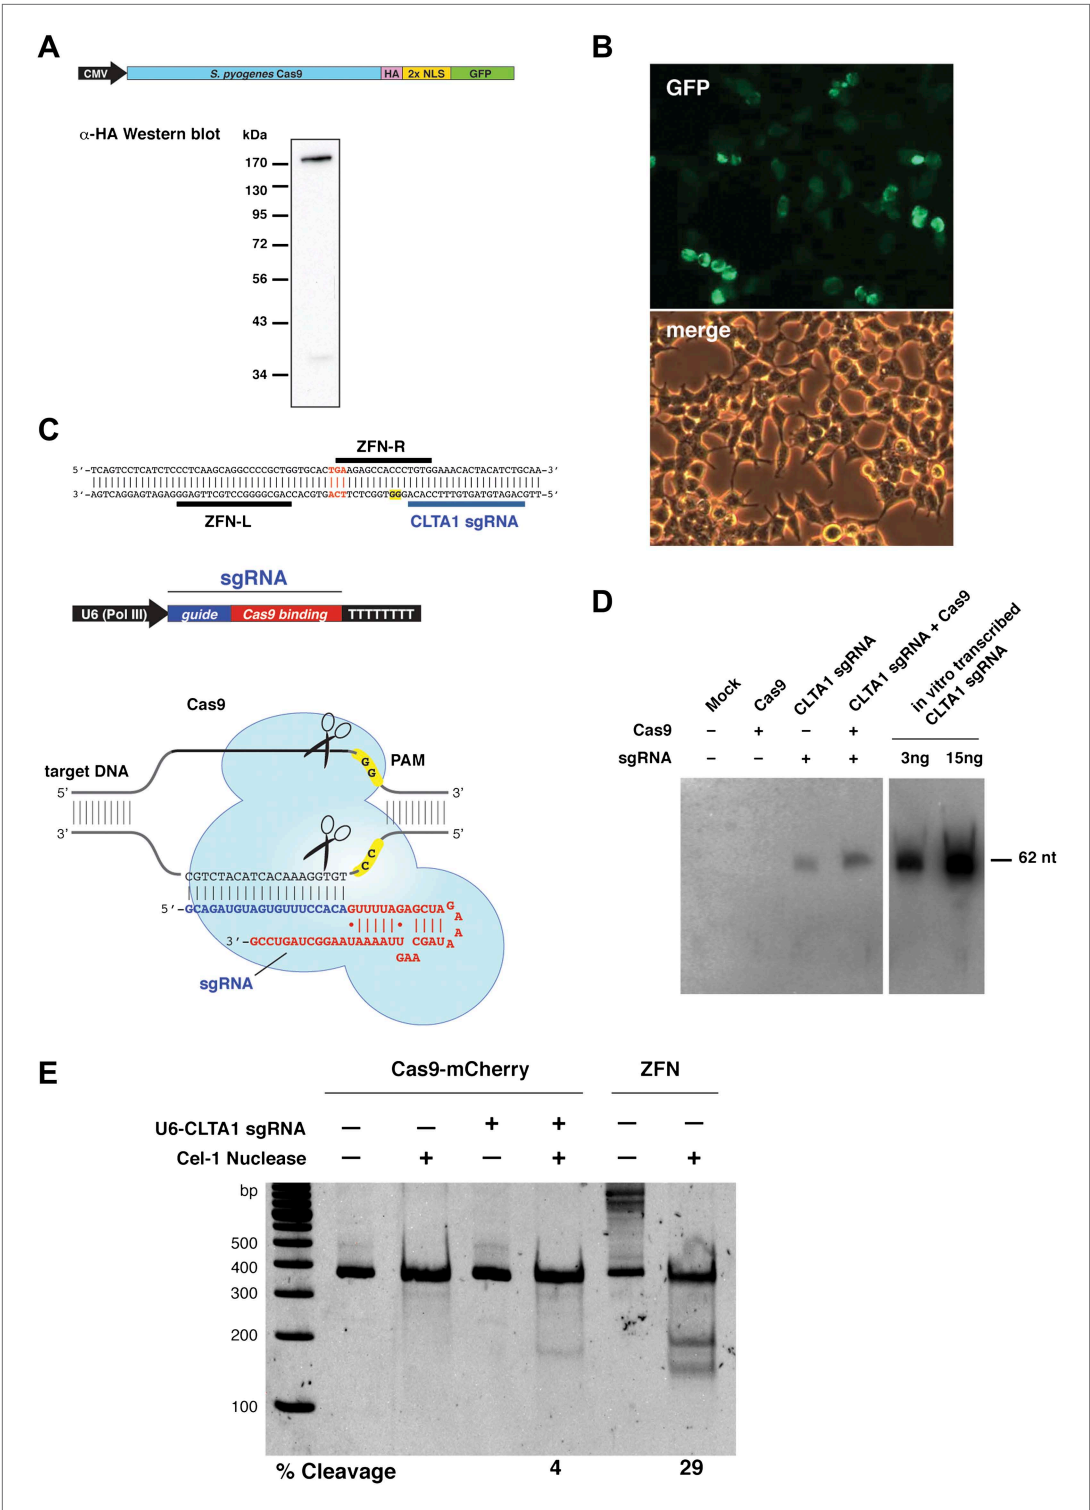 A
CMV S. pyogenes Cas9 HA 2x NLS GFP
α-HA Western blot kDa
170
130
95
72
56
43
34
B
GFP
merge
C
ZFN-R
5'-TCAGTCCTCATCTCCCTCAAGCAGGCCCCGCTGGTGCACTGAAGAGCCACCCTGTGGAAACACTACATCTGCAA-3'
3'-AGTCAGGAGTAGAGGGAGTTCGTCCGGGGCGACCACGTGACTTCTCGGTGGGACACCTTTGTGATGTAGACGTT-5'
ZFN-L CLTA1 sgRNA
sgRNA
U6 (Pol III) guide Cas9 binding TTTTTTTT
Cas9
target DNA
PAM
G
G
5' 3'
3' 5'
C
C
CGTCTACATCACAAAGGTGT
5'-GCAGAUGUAGUGUUUCCACAGUUUUAGAGCUAG
A
A
A
3'-GCCUGAUCGGAAUAAAAUU CGAUA
GAA
sgRNA
D
Mock
Cas9
CLTA1 sgRNA
CLTA1 sgRNA + Cas9
in vitro transcribed
CLTA1 sgRNA
Cas9 – + – +
sgRNA – – + + 3ng 15ng
62 nt
E
Cas9-mCherry ZFN
U6-CLTA1 sgRNA — — + + — —
Cel-1 Nuclease — + — + — +
bp
500
400
300
200
100
% Cleavage 4 29